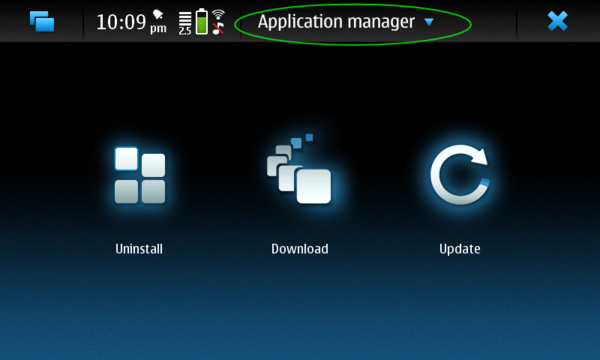 10:09 pm
2.5
Application manager
Uninstall
Download
Update